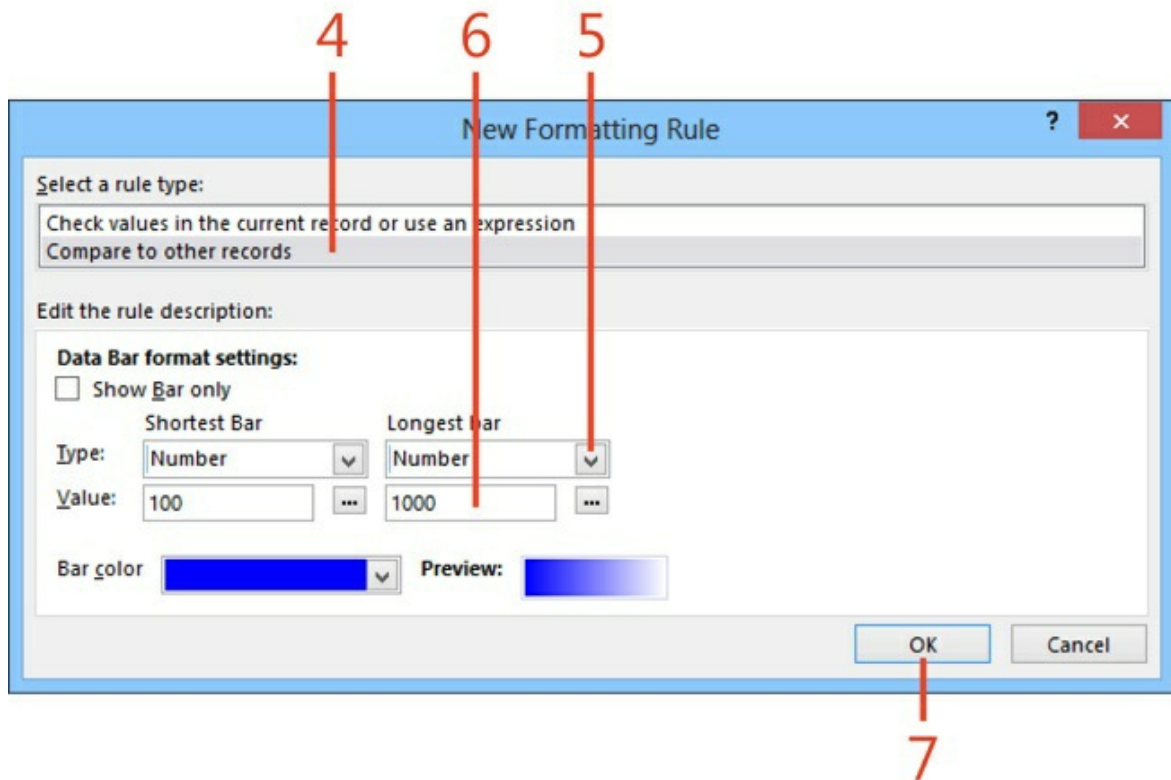 4 6 5
New Formatting Rule ? ×
Select a rule type:
Check values in the current record or use an expression
Compare to other records
Edit the rule description:
Data Bar format settings:
Show Bar only
Shortest Bar Longest bar
Type: Number Number
Value: 100 ... 1000 ...
Bar color Preview:
OK Cancel
7